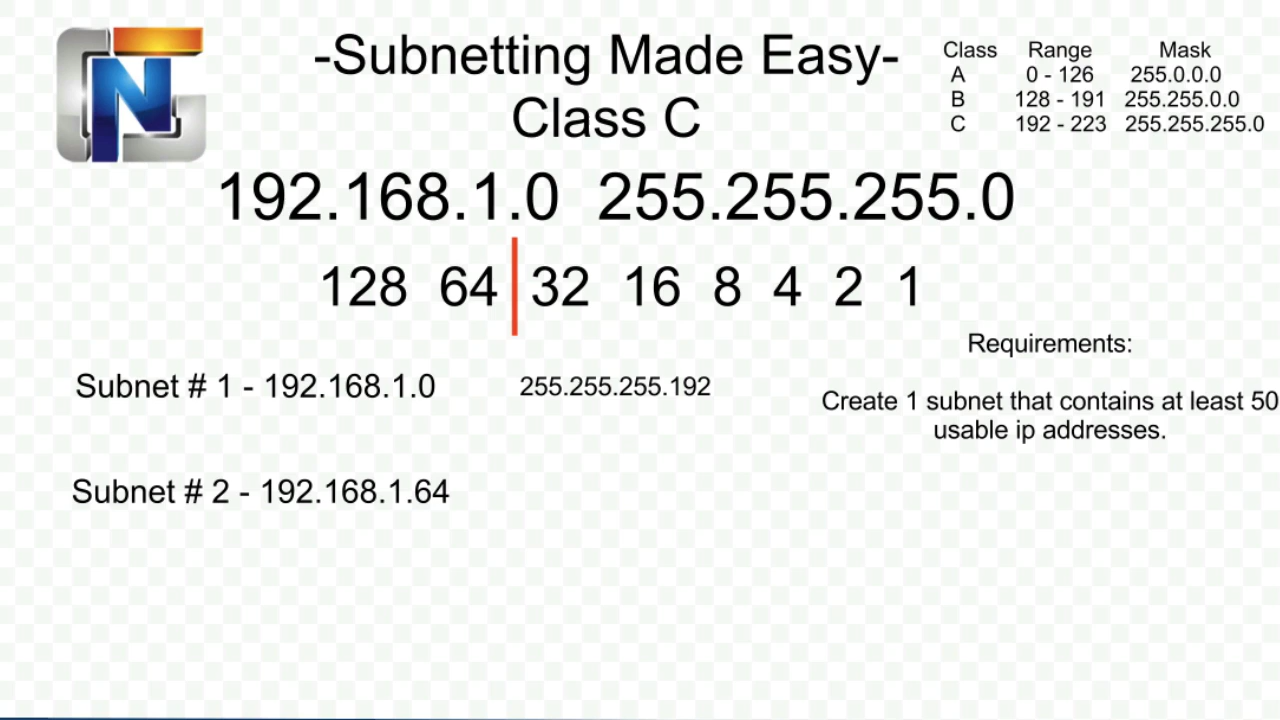 -Subnetting Made Easy-
Class C
Class Range Mask
A 0 - 126 255.0.0.0
B 128 - 191 255.255.0.0
C 192 - 223 255.255.255.0
192.168.1.0 255.255.255.0
128 64 32 16 8 4 2 1
Requirements:
Create 1 subnet that contains at least 50
usable ip addresses.
Subnet # 1 - 192.168.1.0 255.255.255.192
Subnet # 2 - 192.168.1.64